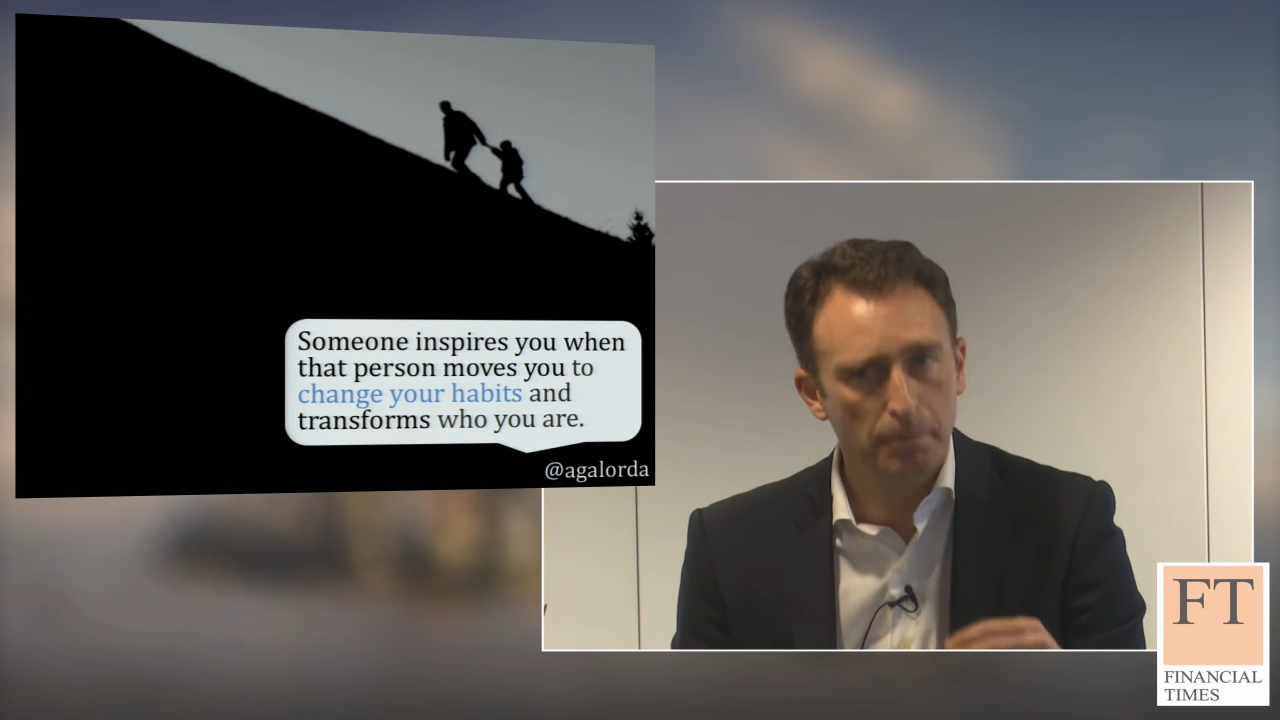 Someone inspires you when
that person moves you to
change your habits and
transforms who you are.
@agalorda
FT
FINANCIAL
TIMES